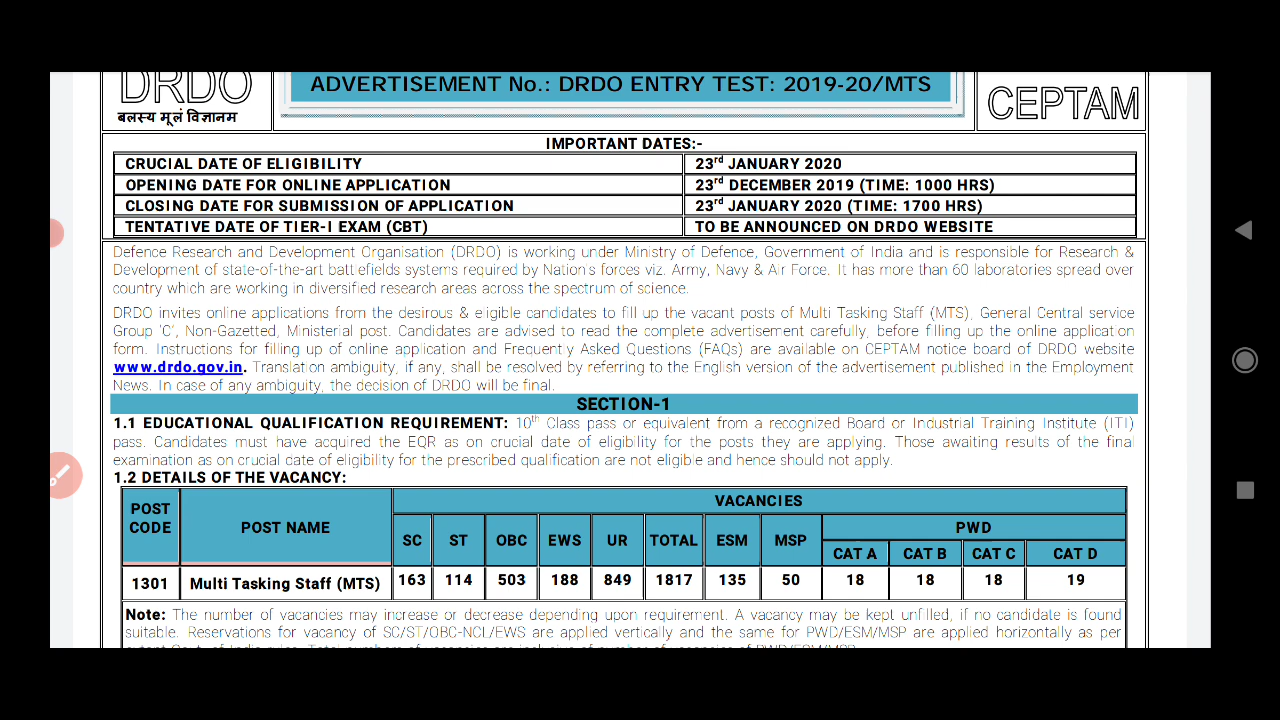 DRDO
बलस्य मूलं विज्ञानम
ADVERTISEMENT No.: DRDO ENTRY TEST: 2019-20/MTS
CEPTAM
IMPORTANT DATES:-
CRUCIAL DATE OF ELIGIBILITY 23rd JANUARY 2020
OPENING DATE FOR ONLINE APPLICATION 23rd DECEMBER 2019 (TIME: 1000 HRS)
CLOSING DATE FOR SUBMISSION OF APPLICATION 23rd JANUARY 2020 (TIME: 1700 HRS)
TENTATIVE DATE OF TIER-I EXAM (CBT) TO BE ANNOUNCED ON DRDO WEBSITE
Defence Research and Development Organisation (DRDO) is working under Ministry of Defence, Government of India and is responsible for Research &
Development of state-of-the-art battlefields systems required by Nation's forces viz. Army, Navy & Air Force. It has more than 60 laboratories spread over
country which are working in diversified research areas across the spectrum of science.
DRDO invites online applications from the desirous & eligible candidates to fill up the vacant posts of Multi Tasking Staff (MTS), General Central service
Group 'C', Non-Gazetted, Ministerial post. Candidates are advised to read the complete advertisement carefully, before filling up the online application
form. Instructions for filling up of online application and Frequently Asked Questions (FAQs) are available on CEPTAM notice board of DRDO website
www.drdo.gov.in. Translation ambiguity, if any, shall be resolved by referring to the English version of the advertisement published in the Employment
News. In case of any ambiguity, the decision of DRDO will be final.
SECTION-1
1.1 EDUCATIONAL QUALIFICATION REQUIREMENT: 10th Class pass or equivalent from a recognized Board or Industrial Training Institute (ITI)
pass. Candidates must have acquired the EQR as on crucial date of eligibility for the posts they are applying. Those awaiting results of the final
examination as on crucial date of eligibility for the prescribed qualification are not eligible and hence should not apply.
1.2 DETAILS OF THE VACANCY:
POST CODE POST NAME VACANCIES
SC ST OBC EWS UR TOTAL ESM MSP PWD
CAT A CAT B CAT C CAT D
1301 Multi Tasking Staff (MTS) 163 114 503 188 849 1817 135 50 18 18 18 19
Note: The number of vacancies may increase or decrease depending upon requirement. A vacancy may be kept unfilled, if no candidate is found
suitable. Reservations for vacancy of SC/ST/OBC-NCL/EWS are applied vertically and the same for PWD/ESM/MSP are applied horizontally as per